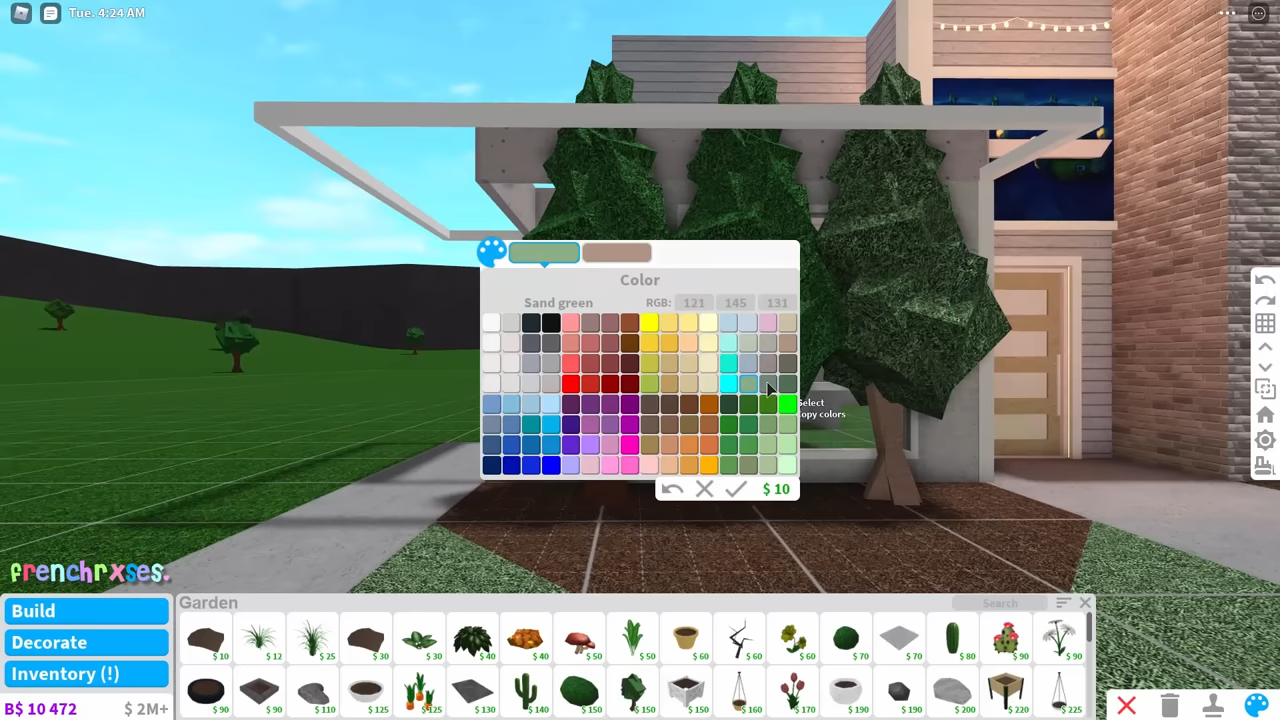 Tue. 4:24 AM
Color
Sand green
RGB: 121 145 131
Select
Copy colors
$ 10
frenchrxses.
Build
Decorate
Inventory (!)
B$ 10 472 $ 2M+
Garden
Search
$ 10 $ 12 $ 25 $ 30 $ 30 $ 40 $ 40 $ 50 $ 50 $ 60 $ 60 $ 60 $ 70 $ 70 $ 80 $ 90 $ 90
$ 90 $ 90 $ 110 $ 125 $ 125 $ 130 $ 140 $ 150 $ 150 $ 150 $ 160 $ 170 $ 190 $ 190 $ 200 $ 220 $ 225